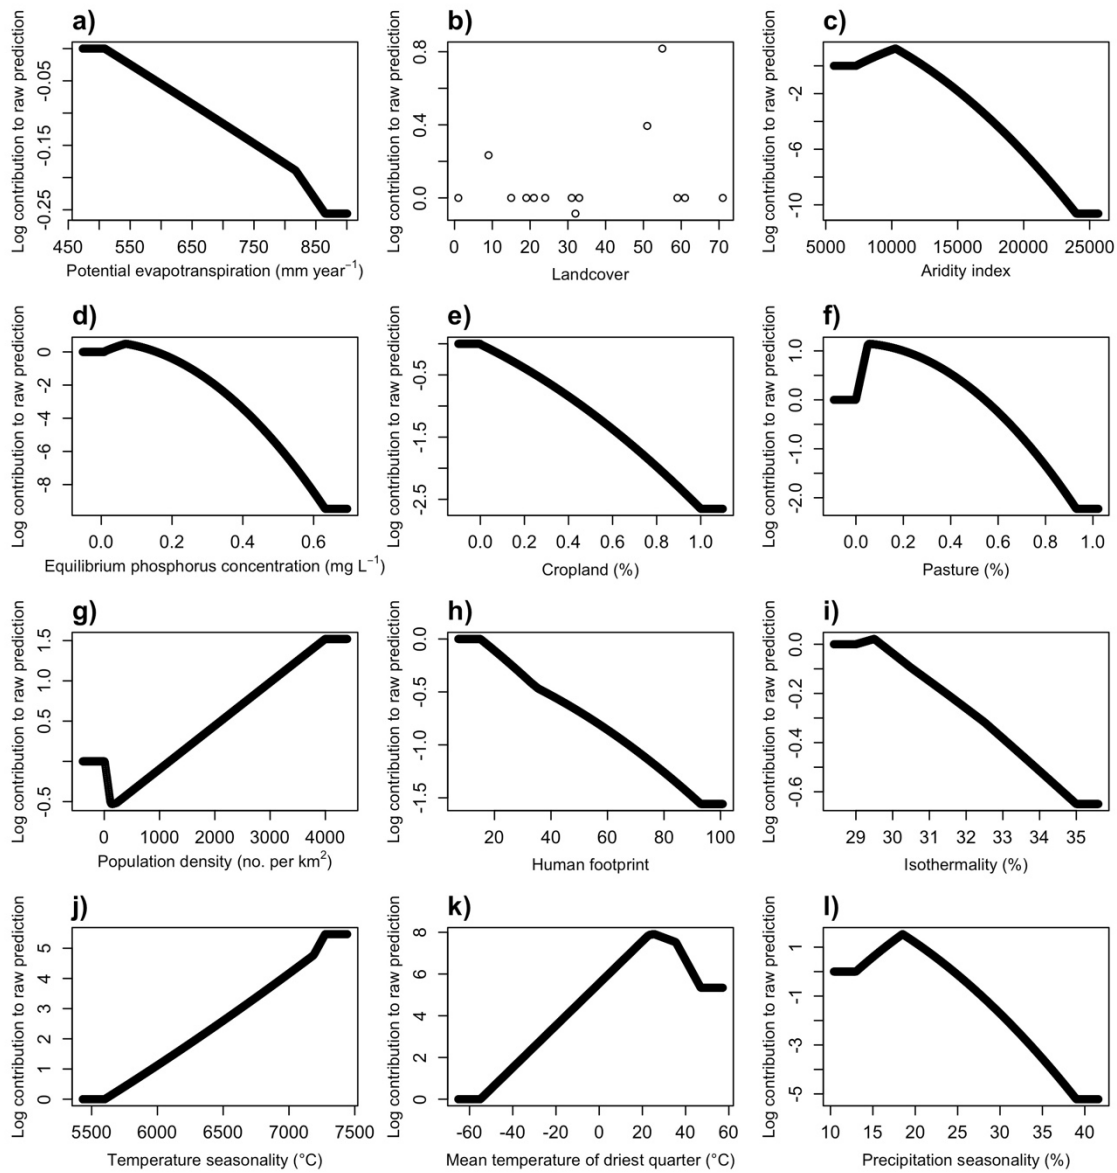 a)
Log contribution to raw prediction
-0.25 -0.15 -0.05
450 550 650 750 850
Potential evapotranspiration (mm year⁻¹)
b)
Log contribution to raw prediction
0.0 0.4 0.8
0 10 20 30 40 50 60 70
Landcover
c)
Log contribution to raw prediction
-10 -6 -2
5000 10000 15000 20000 25000
Aridity index
d)
Log contribution to raw prediction
-8 -6 -4 -2 0
0.0 0.2 0.4 0.6
Equilibrium phosphorus concentration (mg L⁻¹)
e)
Log contribution to raw prediction
-2.5 -1.5 -0.5
0.0 0.2 0.4 0.6 0.8 1.0
Cropland (%)
f)
Log contribution to raw prediction
-2.0 -1.0 0.0 1.0
0.0 0.2 0.4 0.6 0.8 1.0
Pasture (%)
g)
Log contribution to raw prediction
-0.5 0.5 1.0 1.5
0 1000 2000 3000 4000
Population density (no. per km²)
h)
Log contribution to raw prediction
-1.5 -1.0 -0.5 0.0
20 40 60 80 100
Human footprint
i)
Log contribution to raw prediction
-0.6 -0.4 -0.2 0.0
29 30 31 32 33 34 35
Isothermality (%)
j)
Log contribution to raw prediction
0 1 2 3 4 5
5500 6000 6500 7000 7500
Temperature seasonality (°C)
k)
Log contribution to raw prediction
0 2 4 6 8
-60 -40 -20 0 20 40 60
Mean temperature of driest quarter (°C)
l)
Log contribution to raw prediction
-5 -3 -1 1
10 15 20 25 30 35 40
Precipitation seasonality (%)